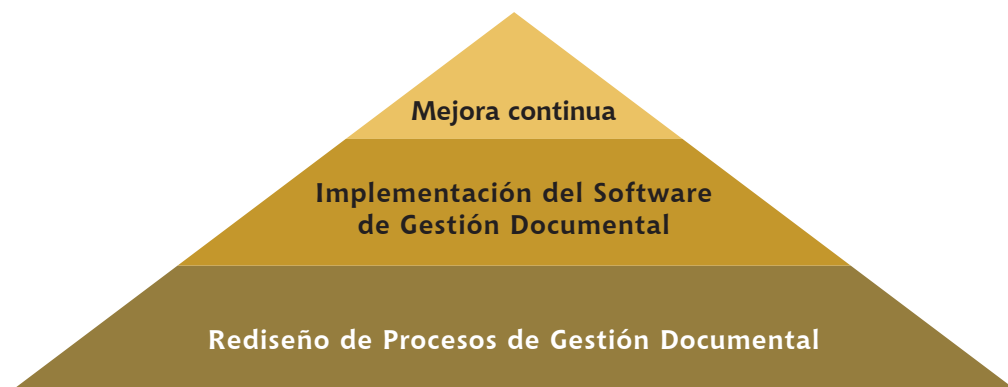 Mejora continua
Implementación del Software
de Gestión Documental
Rediseño de Procesos de Gestión Documental